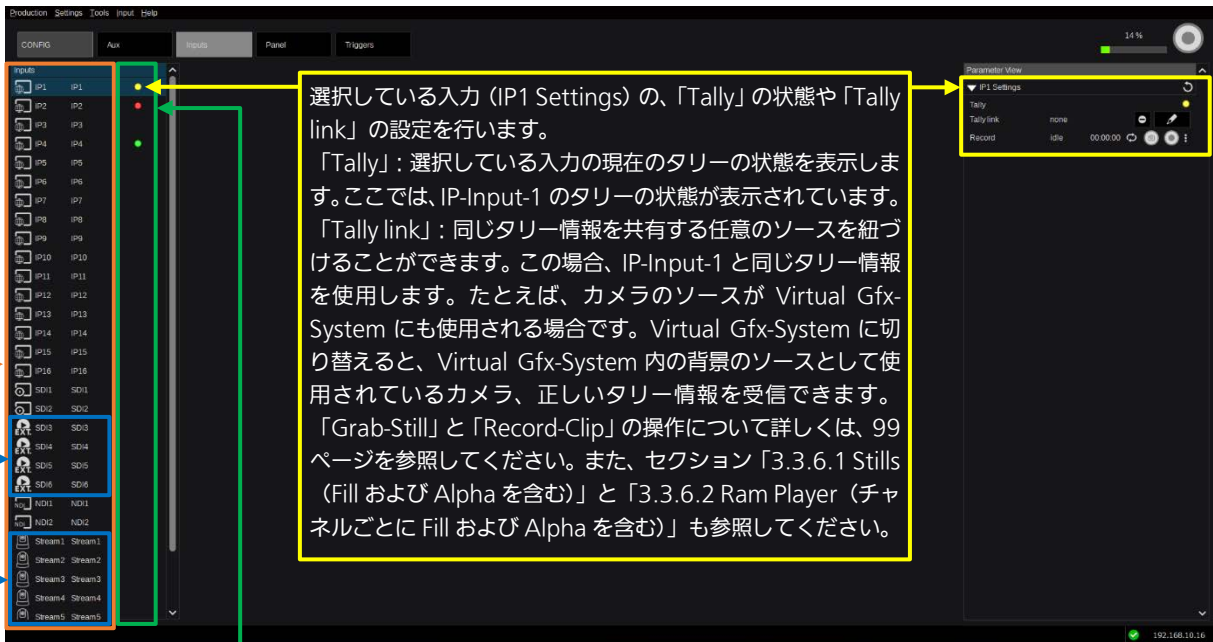 Production Settings Tools Input Help
CONFIG Aux Inputs Panel Triggers
14 %
Inputs
IP1 IP1
IP2 IP2
IP3 IP3
IP4 IP4
IP5 IP5
IP6 IP6
IP7 IP7
IP8 IP8
IP9 IP9
IP10 IP10
IP11 IP11
IP12 IP12
IP13 IP13
IP14 IP14
IP15 IP15
IP16 IP16
SDI1 SDI1
SDI2 SDI2
EXT. SDI3 SDI3
EXT. SDI4 SDI4
EXT. SDI5 SDI5
EXT. SDI6 SDI6
NDI NDI1 NDI1
NDI NDI2 NDI2
Stream1 Stream1
Stream2 Stream2
Stream3 Stream3
Stream4 Stream4
Stream5 Stream5
選択している入力（IP1 Settings）の、「Tally」の状態や「Tally
link」の設定を行います。
「Tally」：選択している入力の現在のタリーの状態を表示しま
す。ここでは、IP-Input-1 のタリーの状態が表示されています。
「Tally link」：同じタリー情報を共有する任意のソースを紐づ
けることができます。この場合、IP-Input-1 と同じタリー情報
を使用します。たとえば、カメラのソースが Virtual Gfx-
System にも使用される場合です。Virtual Gfx-System に切
り替えると、Virtual Gfx-System 内の背景のソースとして使
用されているカメラ、正しいタリー情報を受信できます。
「Grab-Still」と「Record-Clip」の操作について詳しくは、99
ページを参照してください。また、セクション「3.3.6.1 Stills
（Fill および Alpha を含む）」と「3.3.6.2 Ram Player（チャ
ネルごとに Fill および Alpha を含む）」も参照してください。
Parameter View
IP1 Settings
Tally
Tally link none
Record idle 00:00:00
192.168.10.16